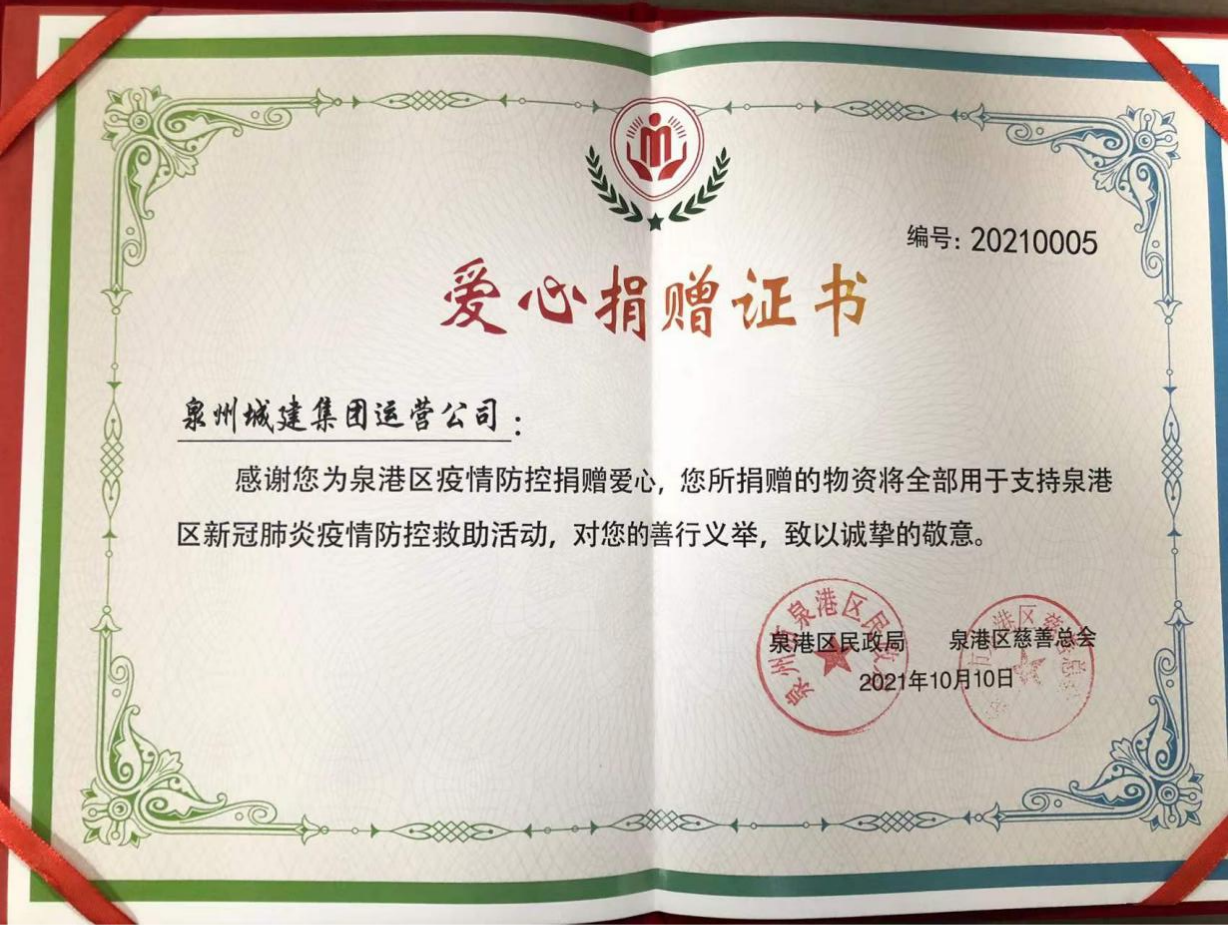 编号：20210005
爱心捐赠证书
泉州城建集团运营公司：
感谢您为泉港区疫情防控捐赠爱心，您所捐赠的物资将全部用于支持泉港
区新冠肺炎疫情防控救助活动，对您的善行义举，致以诚挚的敬意。
泉港区民政局 泉港区慈善总会
2021年10月10日